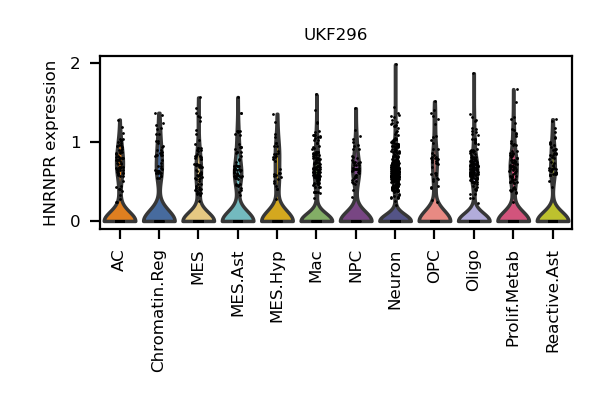 UKF296
HNRNPR expression
2
1
0
AC
Chromatin.Reg
MES
MES.Ast
MES.Hyp
Mac
NPC
Neuron
OPC
Oligo
Prolif.Metab
Reactive.Ast